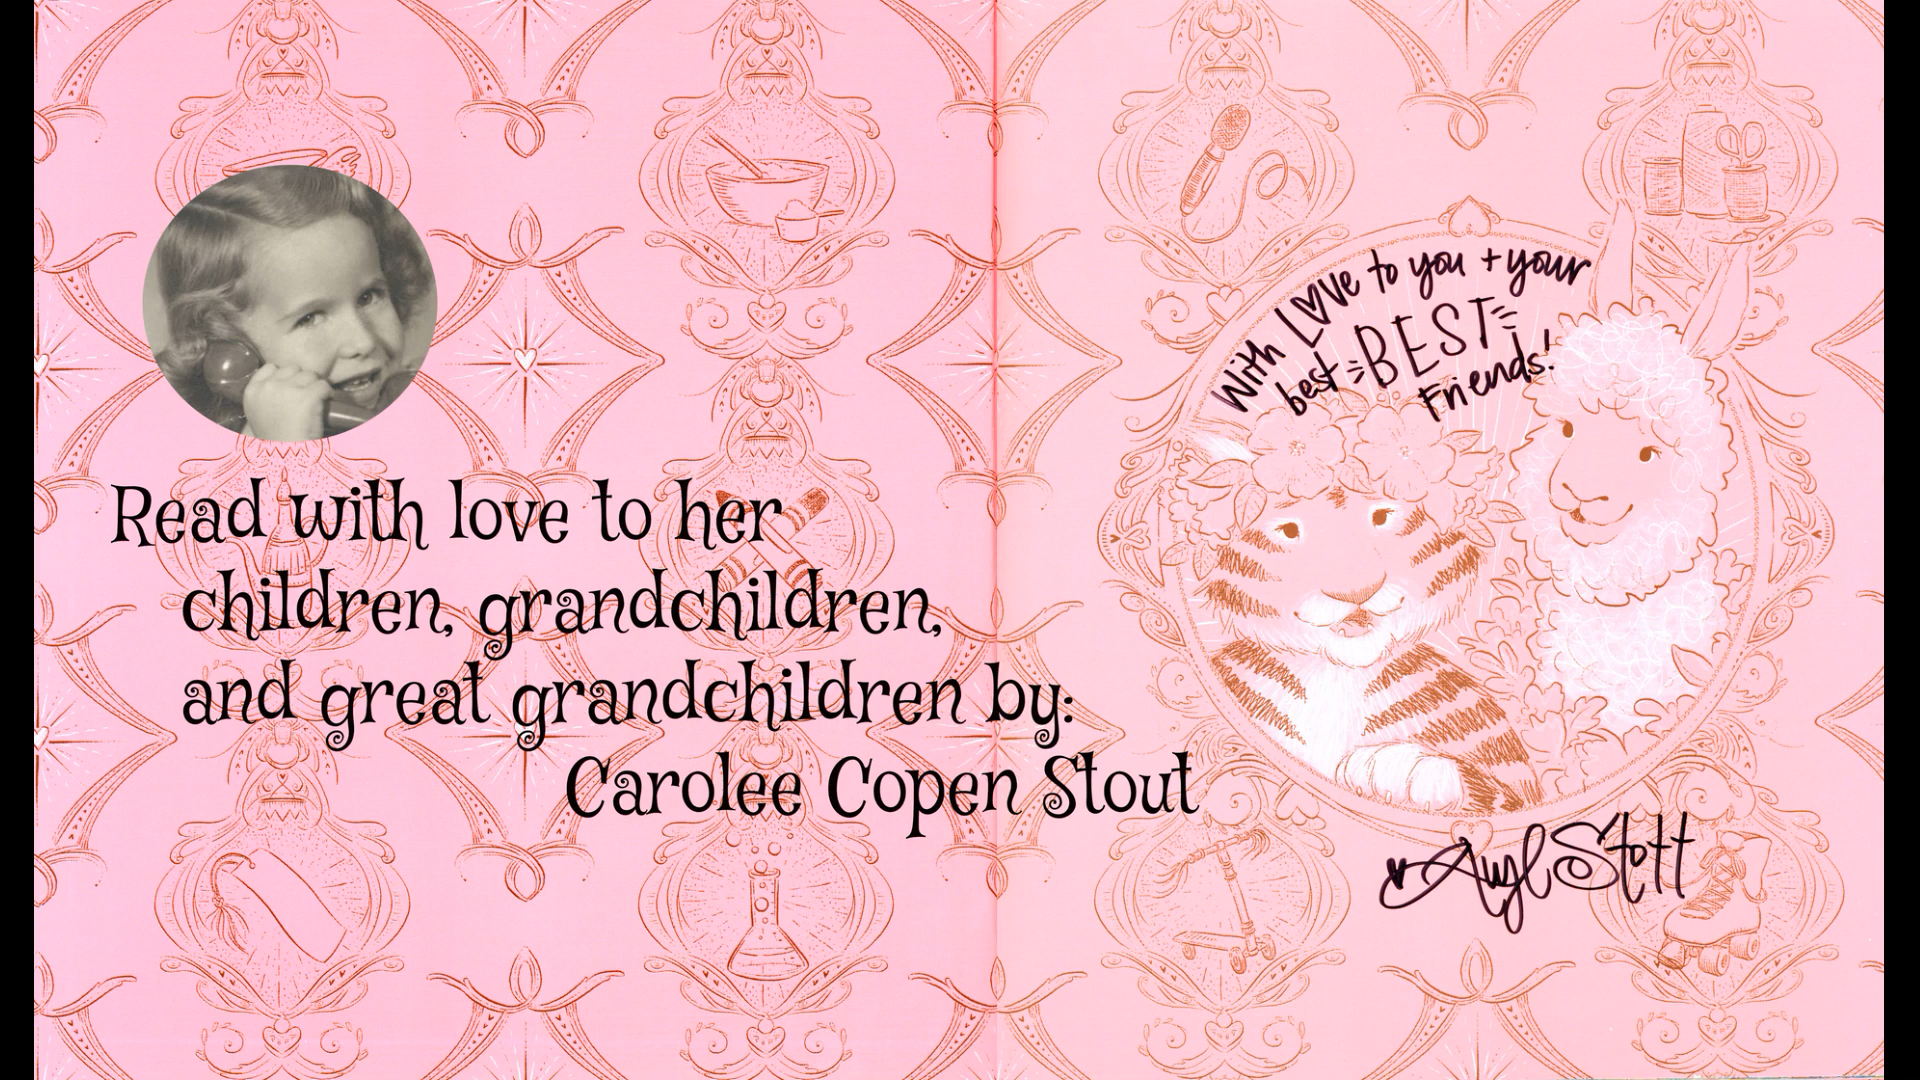 Read with love to her
children, grandchildren,
and great grandchildren by:
Carolee Copen Stout
With Love to you + your
best BEST
Friends!
Stott